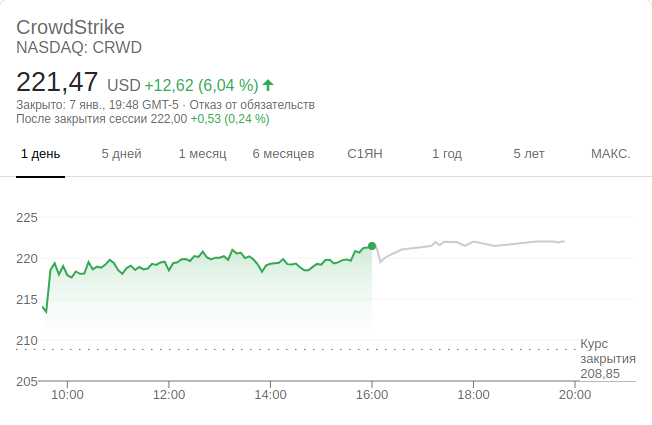 CrowdStrike
NASDAQ: CRWD
221,47 USD +12,62 (6,04 %)
Закрыто: 7 янв., 19:48 GMT-5 · Отказ от обязательств
После закрытия сессии 222,00 +0,53 (0,24 %)
1 день 5 дней 1 месяц 6 месяцев С1ЯН 1 год 5 лет МАКС.
225
220
215
210
Курс
закрытия
208,85
205
10:00 12:00 14:00 16:00 18:00 20:00